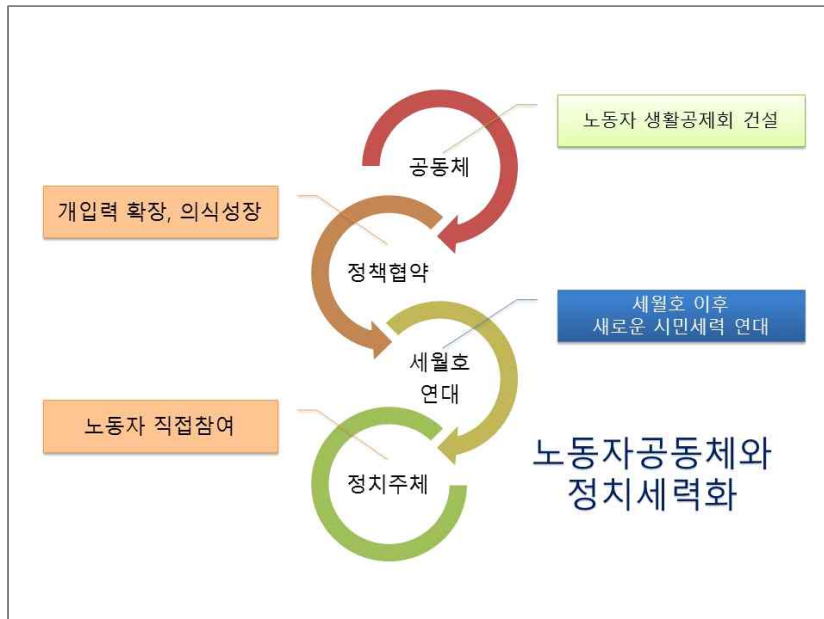 노동자 생활공제회 건설
공동체
개입력 확장, 의식성장
정책협약
세월호 이후
새로운 시민세력 연대
세월호
연대
노동자 직접참여
정치주체
노동자공동체와
정치세력화